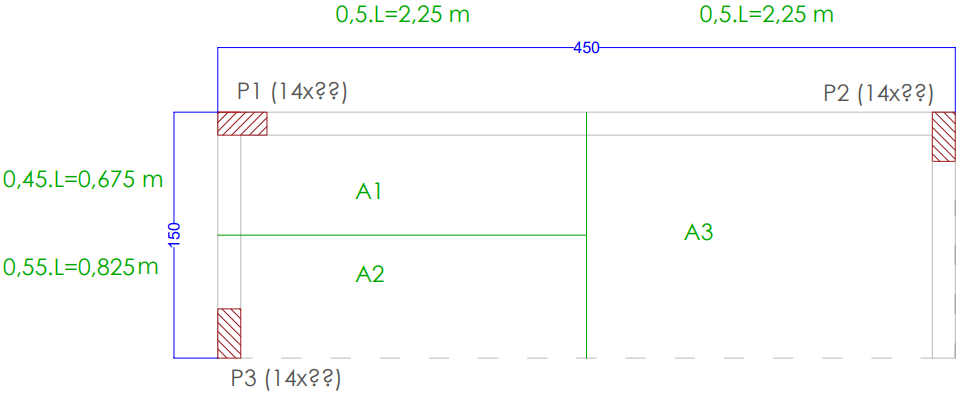 0,5.L=2,25 m
0,5.L=2,25 m
450
P1 (14x??)
P2 (14x??)
0,45.L=0,675 m
A1
150
A3
0,55.L=0,825 m
A2
P3 (14x??)